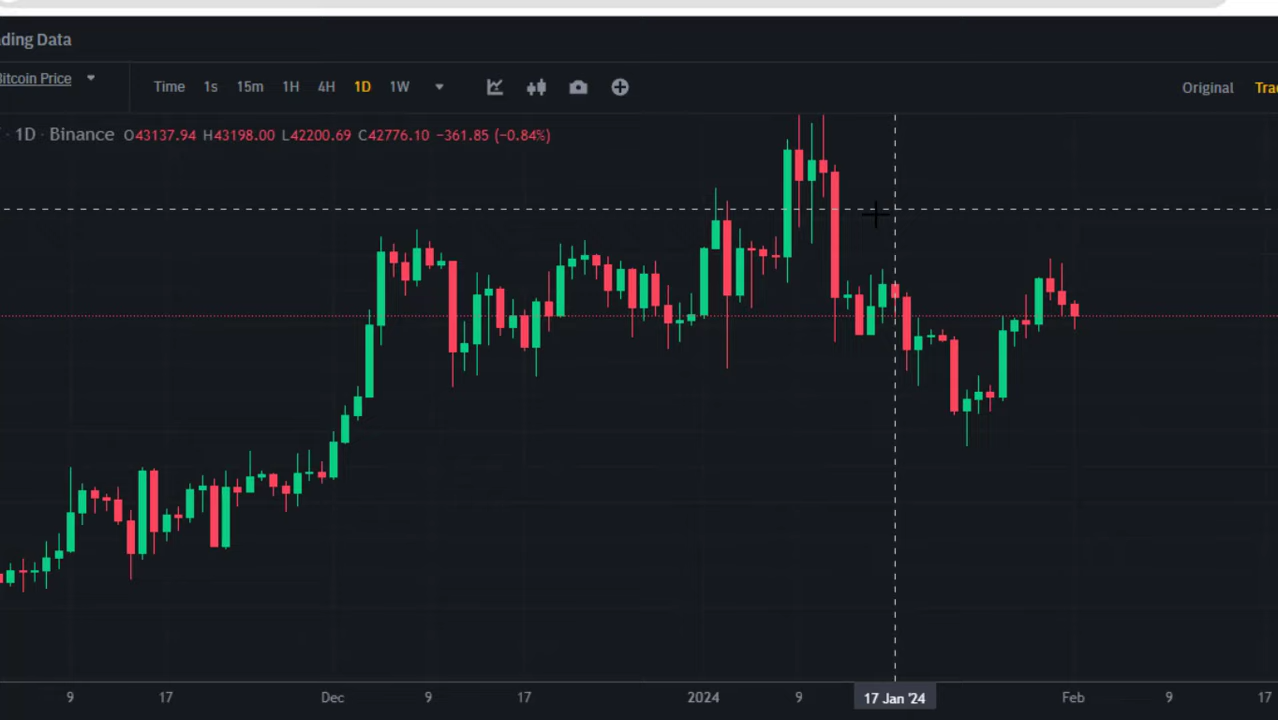 ding Data
itcoin Price
Time 1s 15m 1H 4H 1D 1W
Original Tra
· 1D · Binance O43137.94 H43198.00 L42200.69 C42776.10 −361.85 (−0.84%)
9 17 Dec 9 17 2024 9 17 Jan '24 Feb 9 17